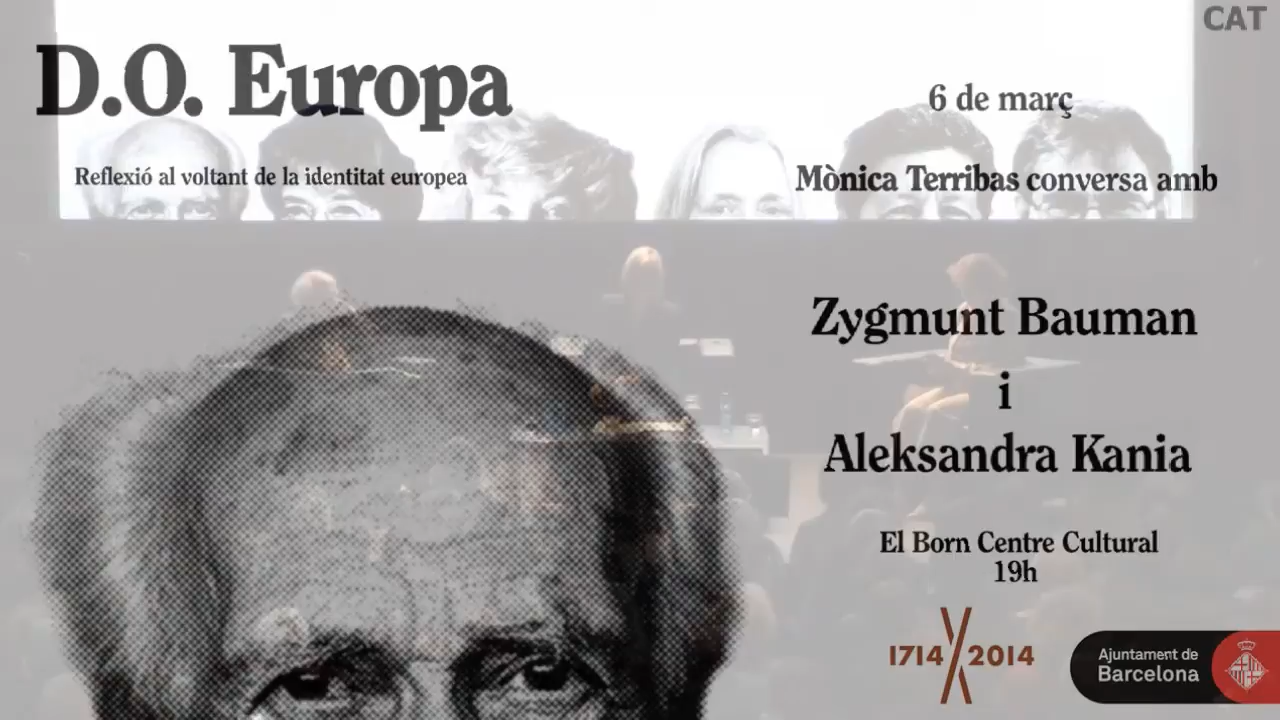 CAT
D.O. Europa
Reflexió al voltant de la identitat europea
6 de març
Mònica Terribas conversa amb
Zygmunt Bauman
i
Aleksandra Kania
El Born Centre Cultural
19h
1714 2014
Ajuntament de
Barcelona